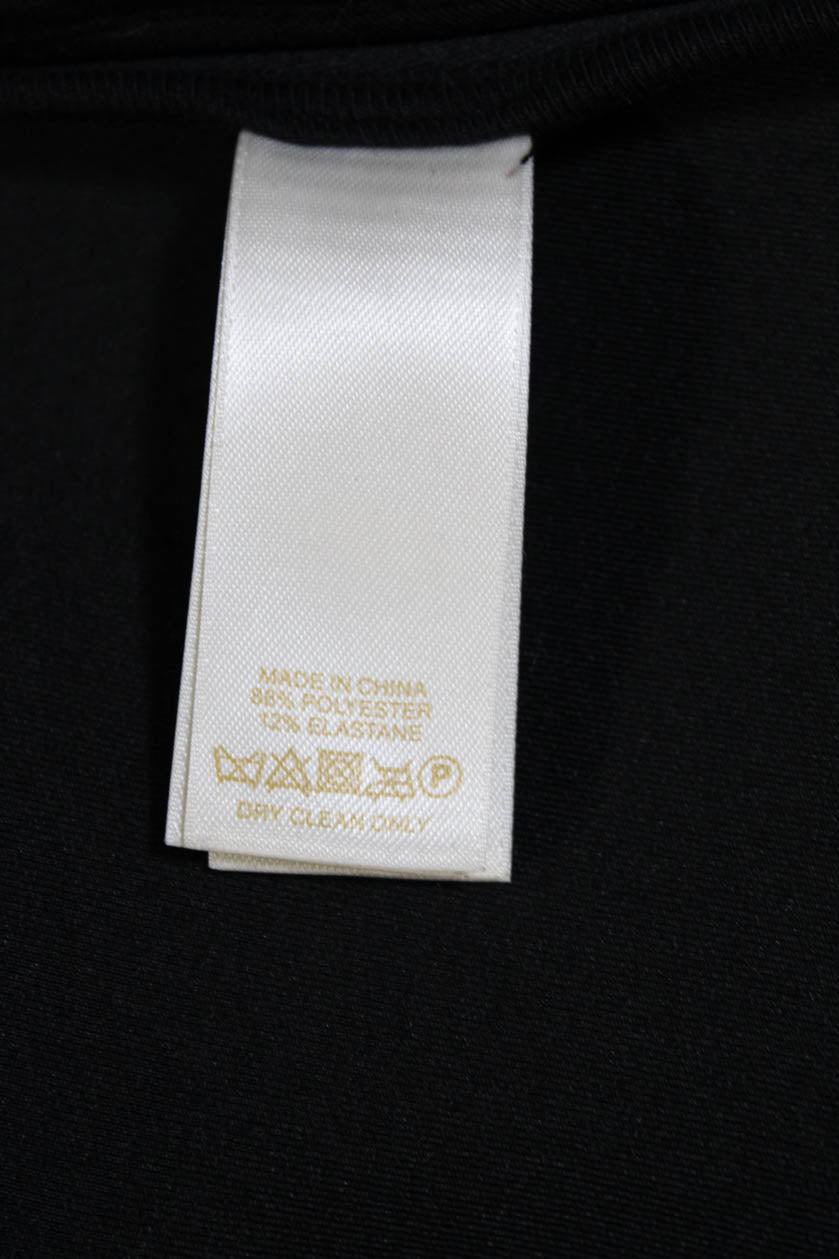 MADE IN CHINA
88% POLYESTER
12% ELASTANE
P
DRY CLEAN ONLY